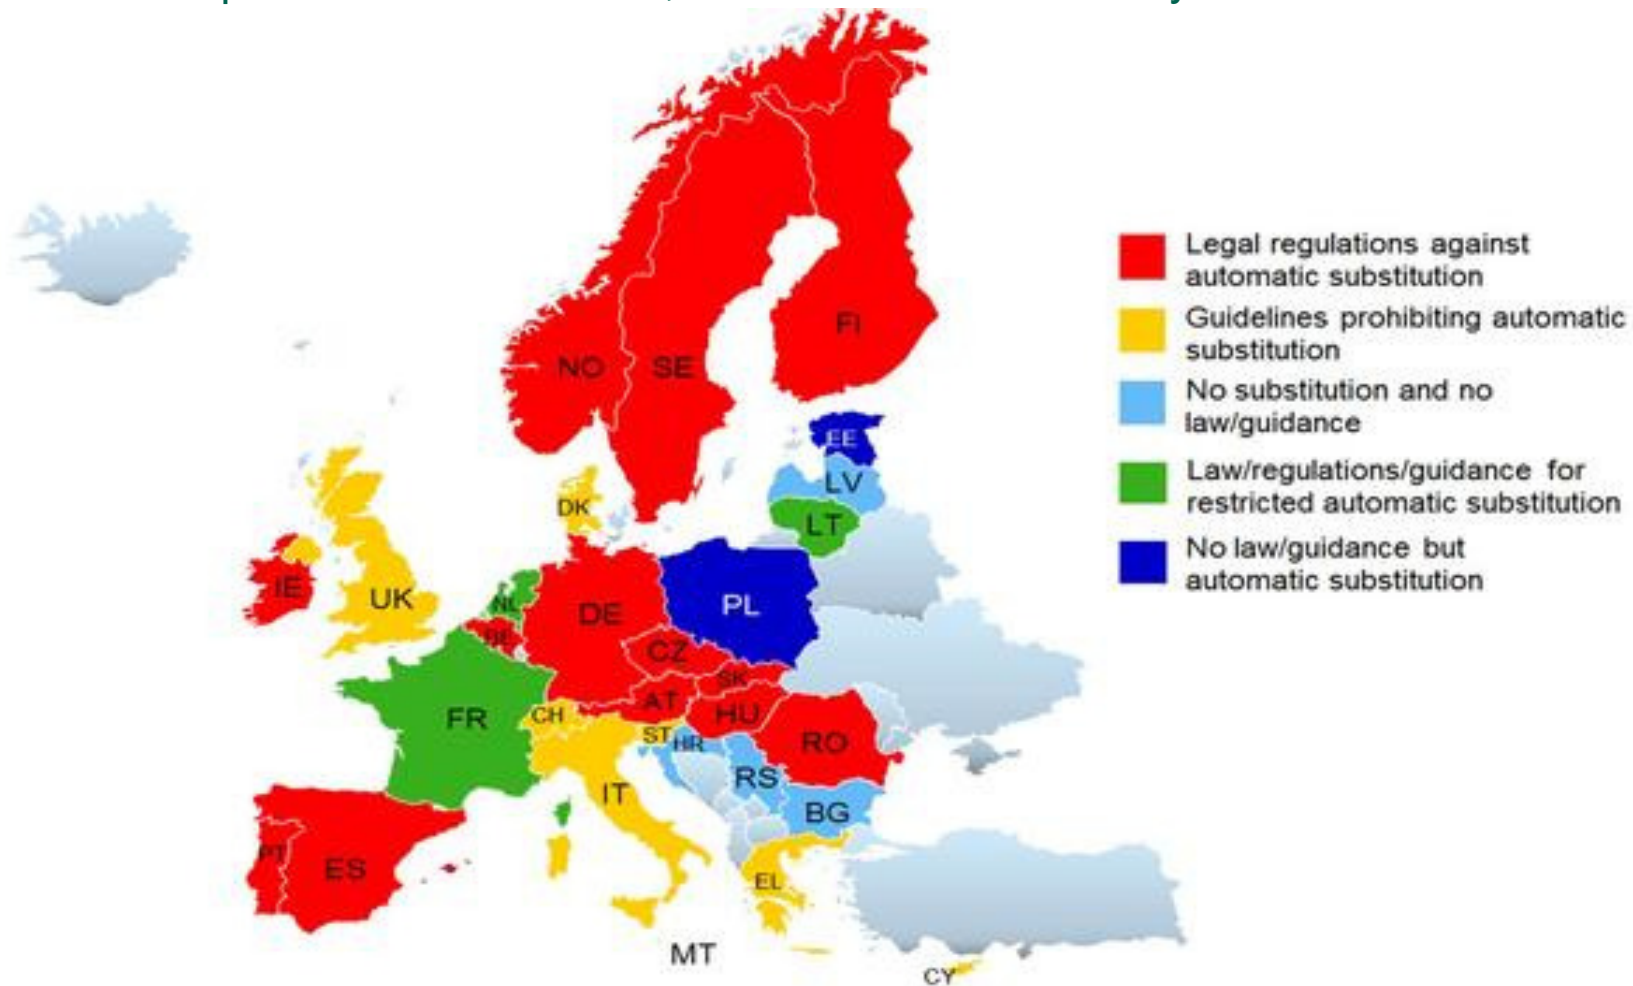 Legal regulations against
automatic substitution
Guidelines prohibiting automatic
substitution
No substitution and no
law/guidance
Law/regulations/guidance for
restricted automatic substitution
No law/guidance but
automatic substitution
FI
NO
SE
EE
LV
DK
LT
IE
UK
NL
DE
PL
BE
CZ
SK
AT
HU
FR
CH
ST
HR
RO
RS
IT
BG
PT
ES
EL
MT
CY